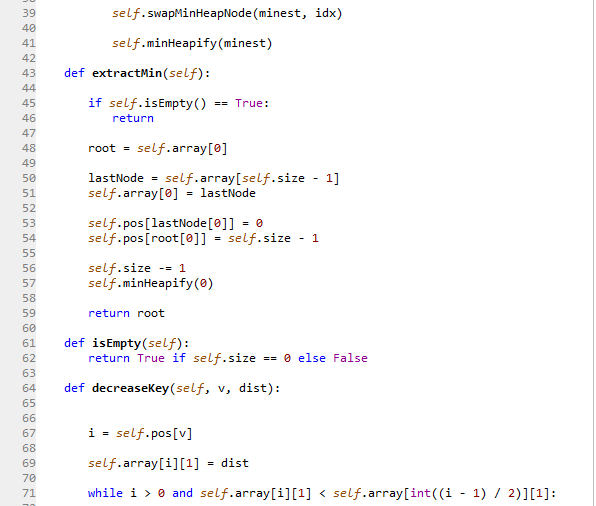 39 self.swapMinHeapNode(minest, idx)
40
41 self.minHeapify(minest)
42
43 def extractMin(self):
44
45 if self.isEmpty() == True:
46 return
47
48 root = self.array[0]
49
50 lastNode = self.array[self.size - 1]
51 self.array[0] = lastNode
52
53 self.pos[lastNode[0]] = 0
54 self.pos[root[0]] = self.size - 1
55
56 self.size -= 1
57 self.minHeapify(0)
58
59 return root
60
61 def isEmpty(self):
62 return True if self.size == 0 else False
63
64 def decreaseKey(self, v, dist):
65
66
67 i = self.pos[v]
68
69 self.array[i][1] = dist
70
71 while i > 0 and self.array[i][1] < self.array[int((i - 1) / 2)][1]: